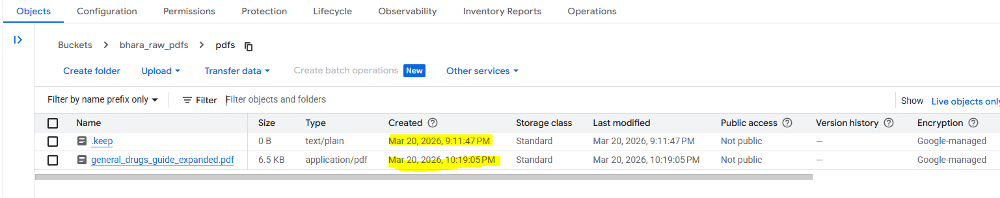 Objects Configuration Permissions Protection Lifecycle Observability Inventory Reports Operations
Buckets > bhara_raw_pdfs > pdfs
Create folder Upload Transfer data Create batch operations New Other services
Filter by name prefix only Filter Filter objects and folders Show Live objects only
Name Size Type Created Storage class Last modified Public access Version history Encryption
.keep 0 B text/plain Mar 20, 2026, 9:11:47 PM Standard Mar 20, 2026, 9:11:47 PM Not public — Google-managed
general_drugs_guide_expanded.pdf 6.5 KB application/pdf Mar 20, 2026, 10:19:05 PM Standard Mar 20, 2026, 10:19:05 PM Not public — Google-managed